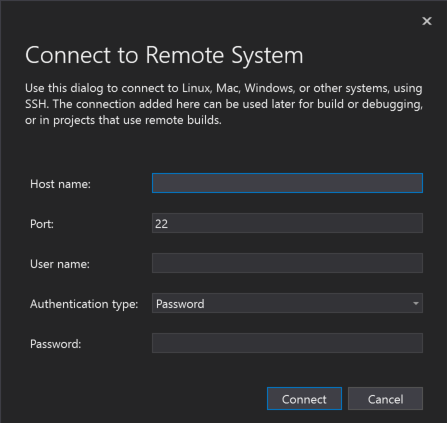 Connect to Remote System
Use this dialog to connect to Linux, Mac, Windows, or other systems, using
SSH. The connection added here can be used later for build or debugging,
or in projects that use remote builds.
Host name:
Port: 22
User name:
Authentication type: Password
Password:
Connect Cancel